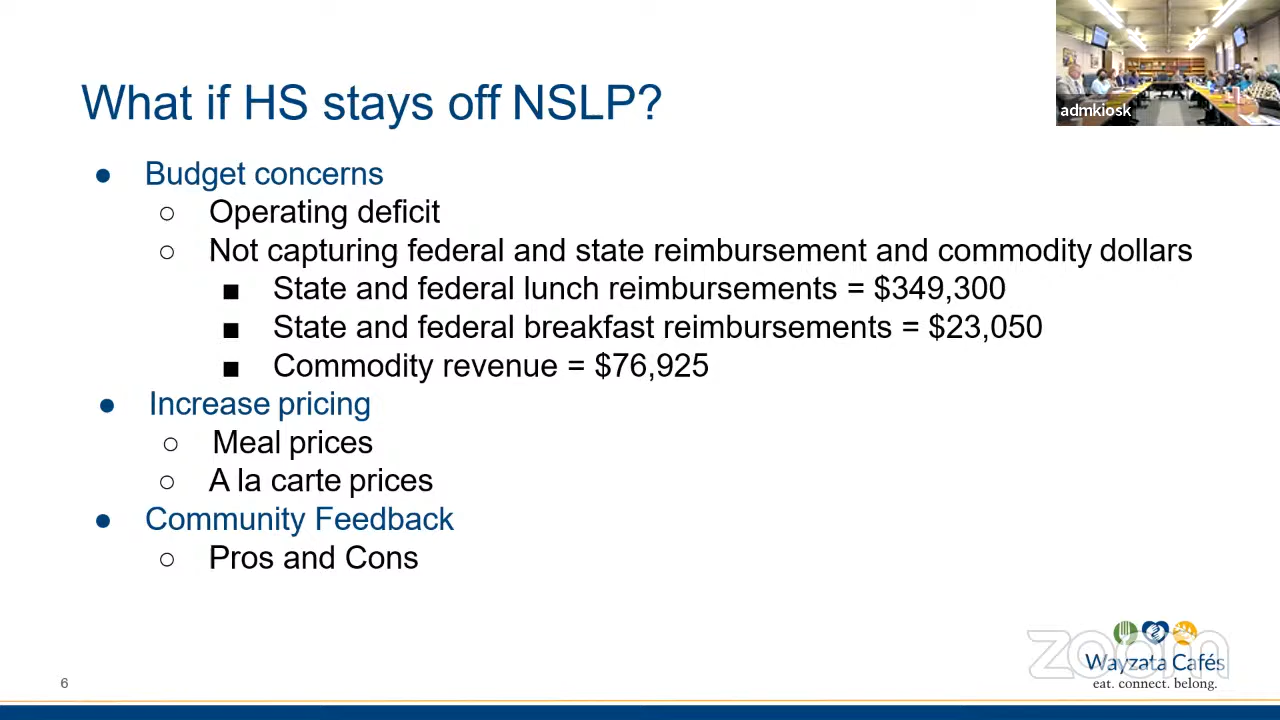 What if HS stays off NSLP?
admkiosk
● Budget concerns
○ Operating deficit
○ Not capturing federal and state reimbursement and commodity dollars
■ State and federal lunch reimbursements = $349,300
■ State and federal breakfast reimbursements = $23,050
■ Commodity revenue = $76,925
● Increase pricing
○ Meal prices
○ A la carte prices
● Community Feedback
○ Pros and Cons
zoom
Wayzata Cafés
eat. connect. belong.
6